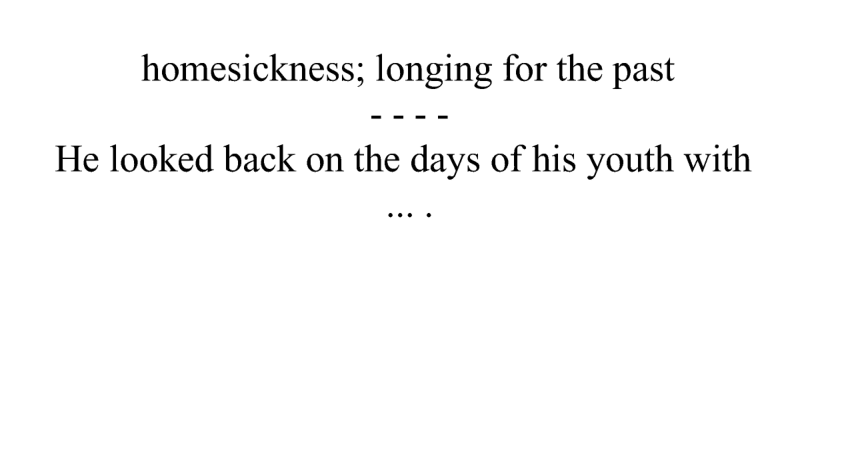 homesickness; longing for the past
- - - -
He looked back on the days of his youth with
... .